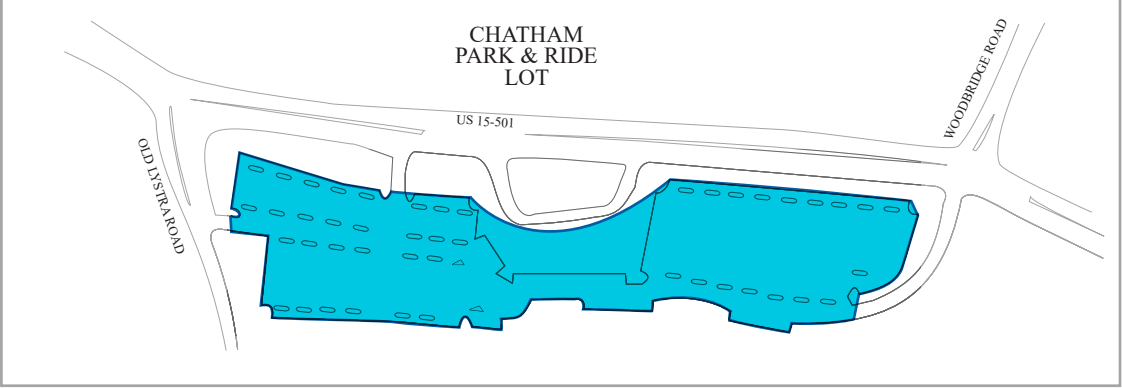 CHATHAM
PARK & RIDE
LOT
US 15-501
WOODBRIDGE ROAD
OLD LYSTRA ROAD